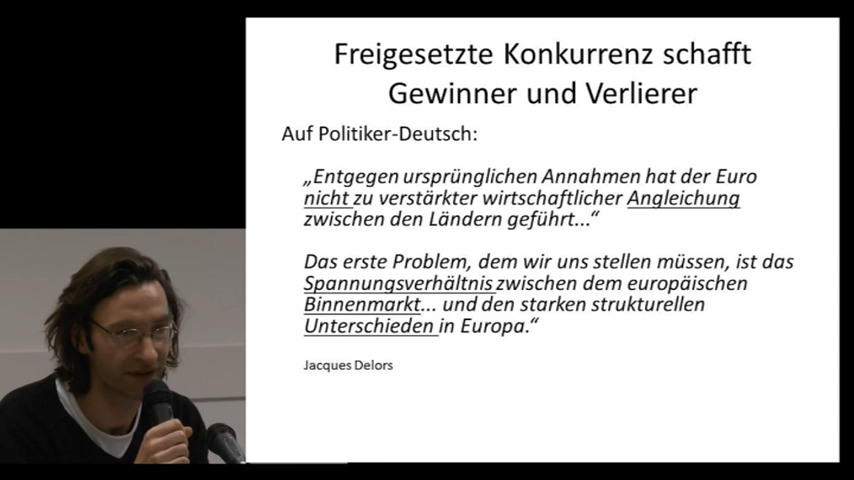 Freigesetzte Konkurrenz schafft
Gewinner und Verlierer
Auf Politiker-Deutsch:
„Entgegen ursprünglichen Annahmen hat der Euro
nicht zu verstärkter wirtschaftlicher Angleichung
zwischen den Ländern geführt...“
Das erste Problem, dem wir uns stellen müssen, ist das
Spannungsverhältnis zwischen dem europäischen
Binnenmarkt... und den starken strukturellen
Unterschieden in Europa.“
Jacques Delors